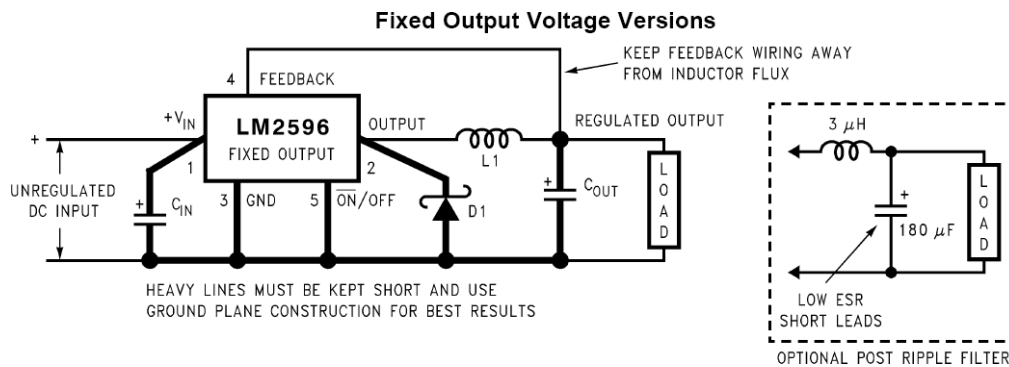 Fixed Output Voltage Versions
KEEP FEEDBACK WIRING AWAY
FROM INDUCTOR FLUX
4 FEEDBACK
+VIN
LM2596
FIXED OUTPUT
OUTPUT
1
2
L1
REGULATED OUTPUT
+
UNREGULATED
DC INPUT
+
CIN
3 GND
5 ON/OFF
D1
+
COUT
LOAD
HEAVY LINES MUST BE KEPT SHORT AND USE
GROUND PLANE CONSTRUCTION FOR BEST RESULTS
3 μH
+
180 μF
LOAD
LOW ESR
SHORT LEADS
OPTIONAL POST RIPPLE FILTER